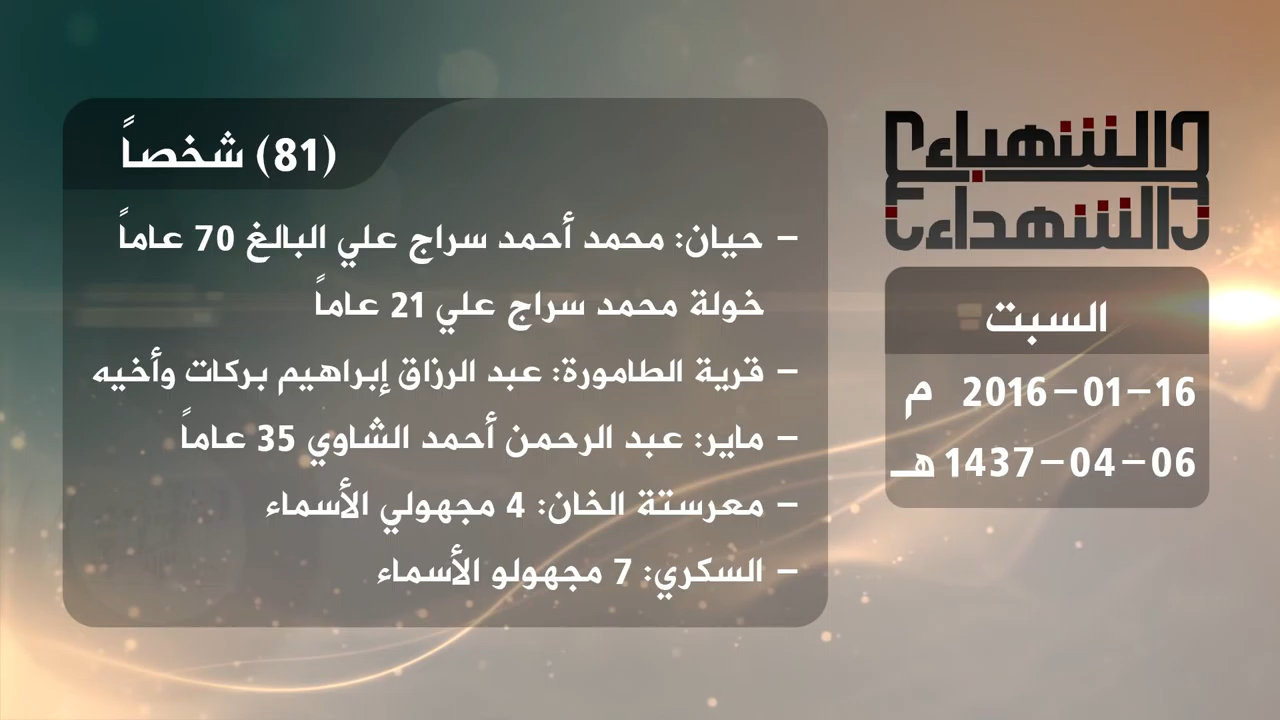 الشهباء
الشهداء
السبت
16-01-2016 م
06-04-1437 هـ
(81) شخصاً
- حيان: محمد أحمد سراج علي البالغ 70 عاماً
خولة محمد سراج علي 21 عاماً
- قرية الطامورة: عبد الرزاق إبراهيم بركات وأخيه
- ماير: عبد الرحمن أحمد الشاوي 35 عاماً
- معرستة الخان: 4 مجهولي الأسماء
- السكري: 7 مجهولو الأسماء